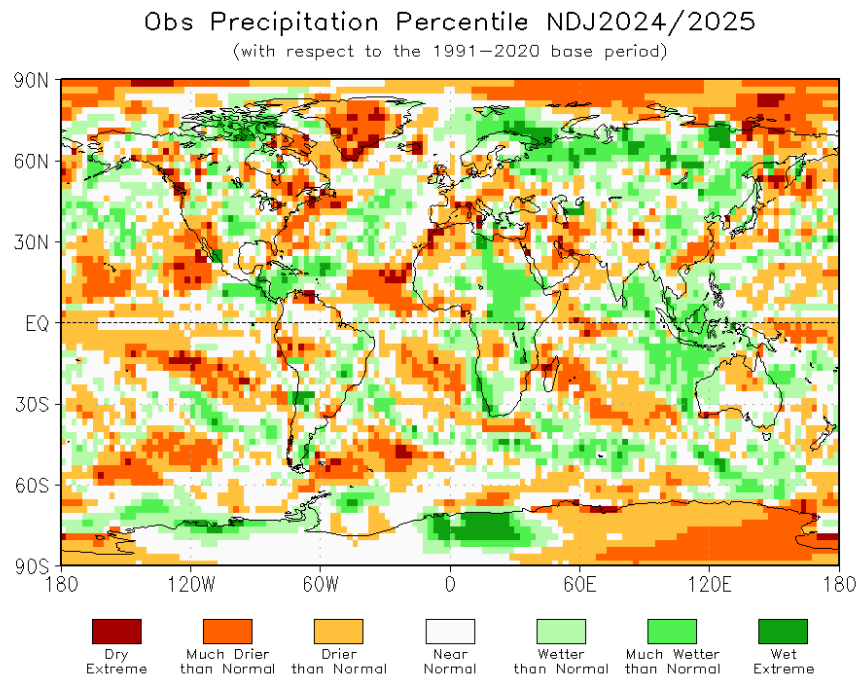 Obs Precipitation Percentile NDJ2024/2025
(with respect to the 1991−2020 base period)
90N
60N
30N
EQ
30S
60S
90S
180 120W 60W 0 60E 120E 180
Dry Much Drier Drier Near Wetter Much Wetter Wet
Extreme than Normal than Normal Normal than Normal than Normal Extreme